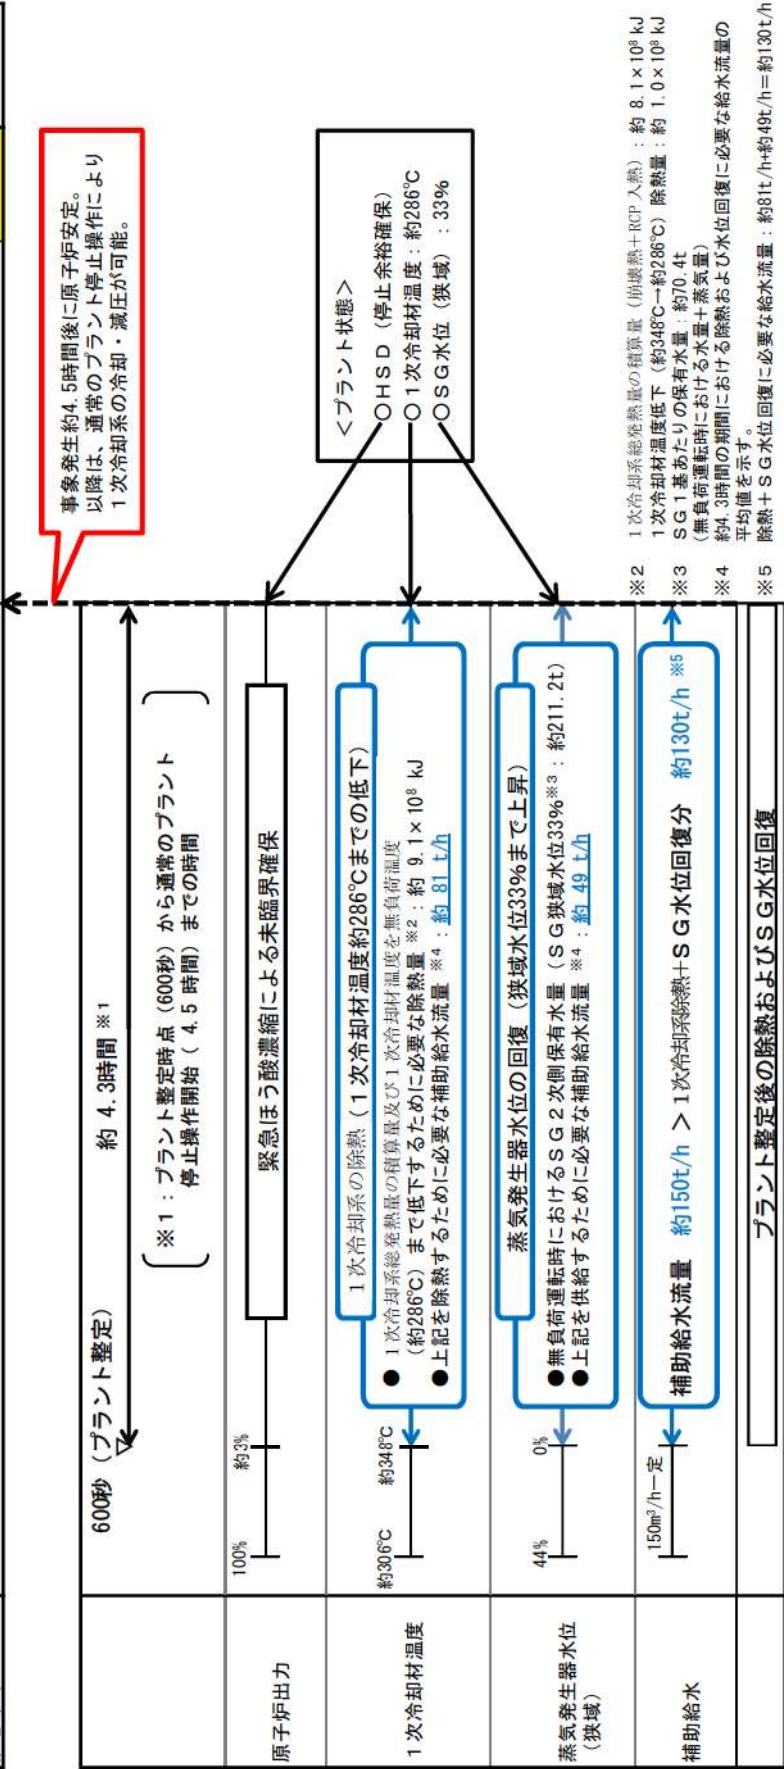 600秒（プラント整定）
約 4.3時間 ※1
※1：プラント整定時点（600秒）から通常のプラント
停止操作開始（ 4.5 時間）までの時間
事象発生約4.5時間後に原子炉安定。
以降は、通常のプラント停止操作により
1次冷却系の冷却・減圧が可能。
原子炉出力
100%
約3%
緊急ほう酸濃縮による未臨界確保
＜プラント状態＞
○HSD（停止余裕確保）
○1次冷却材温度：約286℃
○SG水位（狭域）：33%
1次冷却材温度
約306℃
約348℃
1次冷却系の除熱（1次冷却材温度約286℃までの低下）
● 1次冷却系総発熱量の積算量及び1次冷却材温度を無負荷温度
（約286℃）まで低下するために必要な除熱量 ※2：約 9.1×10⁸ kJ
●上記を除熱するために必要な補助給水流量 ※4：約 81 t/h
蒸気発生器水位
（狭域）
44%
0%
蒸気発生器水位の回復（狭域水位33%まで上昇）
●無負荷運転時におけるSG2次側保有水量（SG狭域水位33%※3：約211.2t）
●上記を供給するために必要な補助給水流量 ※4：約 49 t/h
補助給水
150m³/h一定
補助給水流量 約150t/h ＞ 1次冷却系除熱＋SG水位回復分 約130t/h ※5
プラント整定後の除熱およびSG水位回復
※2 1次冷却系総発熱量の積算量（崩壊熱＋RCP 入熱）：約 8.1×10⁸ kJ
1次冷却材温度低下（約348℃→約286℃）除熱量：約 1.0×10⁸ kJ
※3 SG1基あたりの保有水量：約70.4t
（無負荷運転時における水量＋蒸気量）
※4 約4.3時間の期間における除熱および水位回復に必要な給水流量の
平均値を示す。
※5 除熱＋SG水位回復に必要な給水流量：約81t/h+約49t/h＝約130t/h